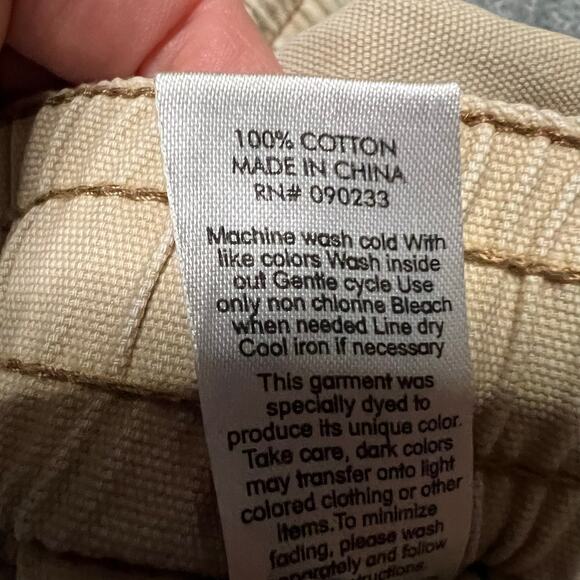 100% COTTON
MADE IN CHINA
RN# 090233
Machine wash cold With
like colors Wash inside
out Gentle cycle Use
only non chlorine Bleach
when needed Line dry
Cool iron if necessary
This garment was
specially dyed to
produce its unique color.
Take care, dark colors
may transfer onto light
colored clothing or other
items.To minimize
fading, please wash
and follow